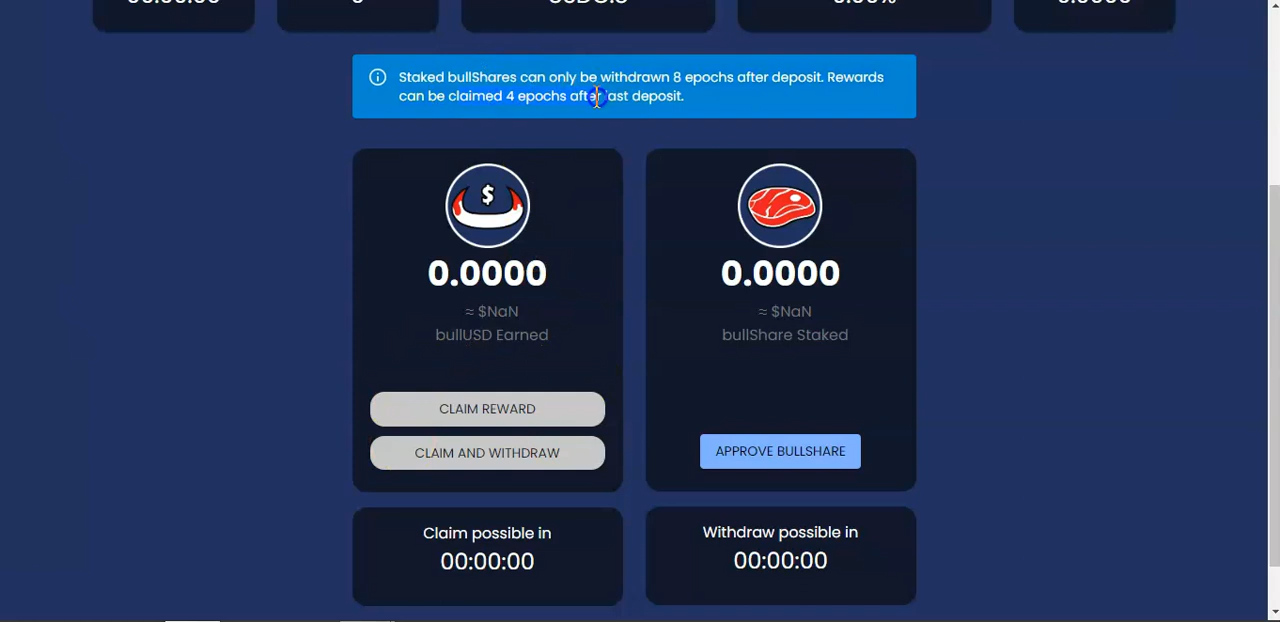 Staked bullShares can only be withdrawn 8 epochs after deposit. Rewards
can be claimed 4 epochs after last deposit.
$
0.0000
0.0000
≈ $NaN
≈ $NaN
bullUSD Earned
bullShare Staked
CLAIM REWARD
CLAIM AND WITHDRAW
APPROVE BULLSHARE
Claim possible in
Withdraw possible in
00:00:00
00:00:00